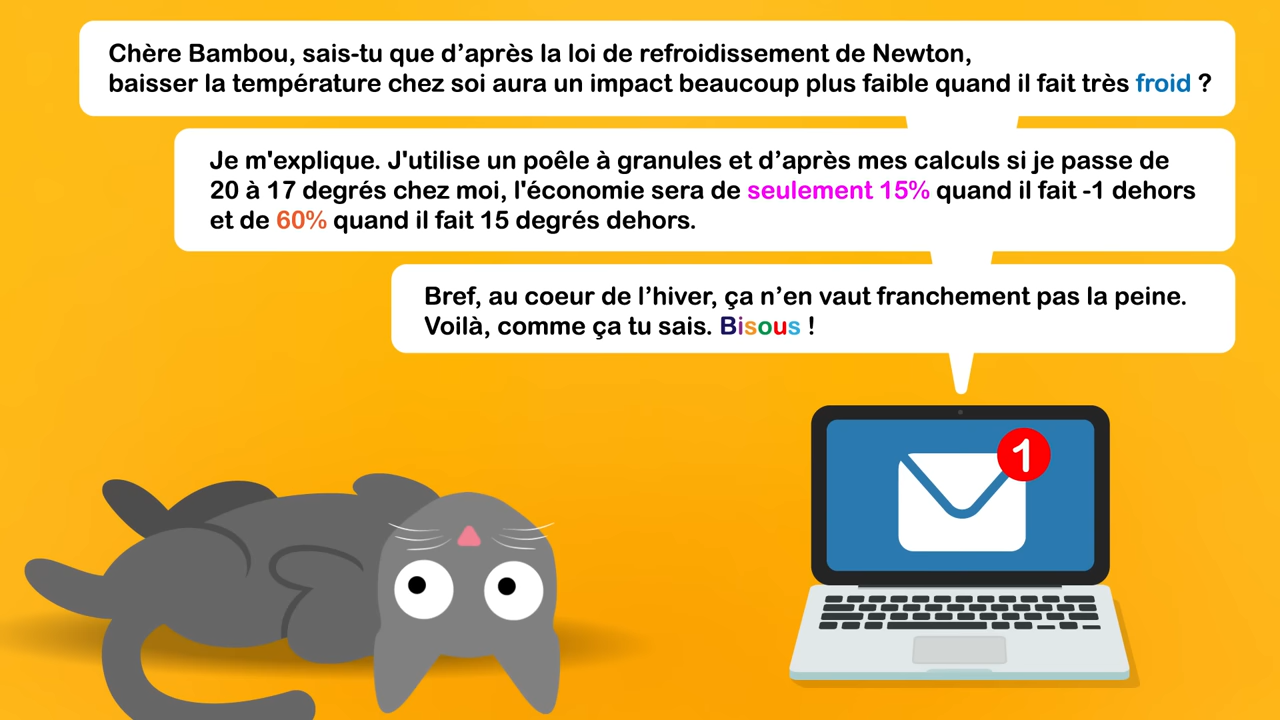 Chère Bambou, sais-tu que d’après la loi de refroidissement de Newton,
baisser la température chez soi aura un impact beaucoup plus faible quand il fait très froid ?
Je m'explique. J'utilise un poêle à granules et d’après mes calculs si je passe de
20 à 17 degrés chez moi, l'économie sera de seulement 15% quand il fait -1 dehors
et de 60% quand il fait 15 degrés dehors.
Bref, au coeur de l’hiver, ça n’en vaut franchement pas la peine.
Voilà, comme ça tu sais. Bisous !
1